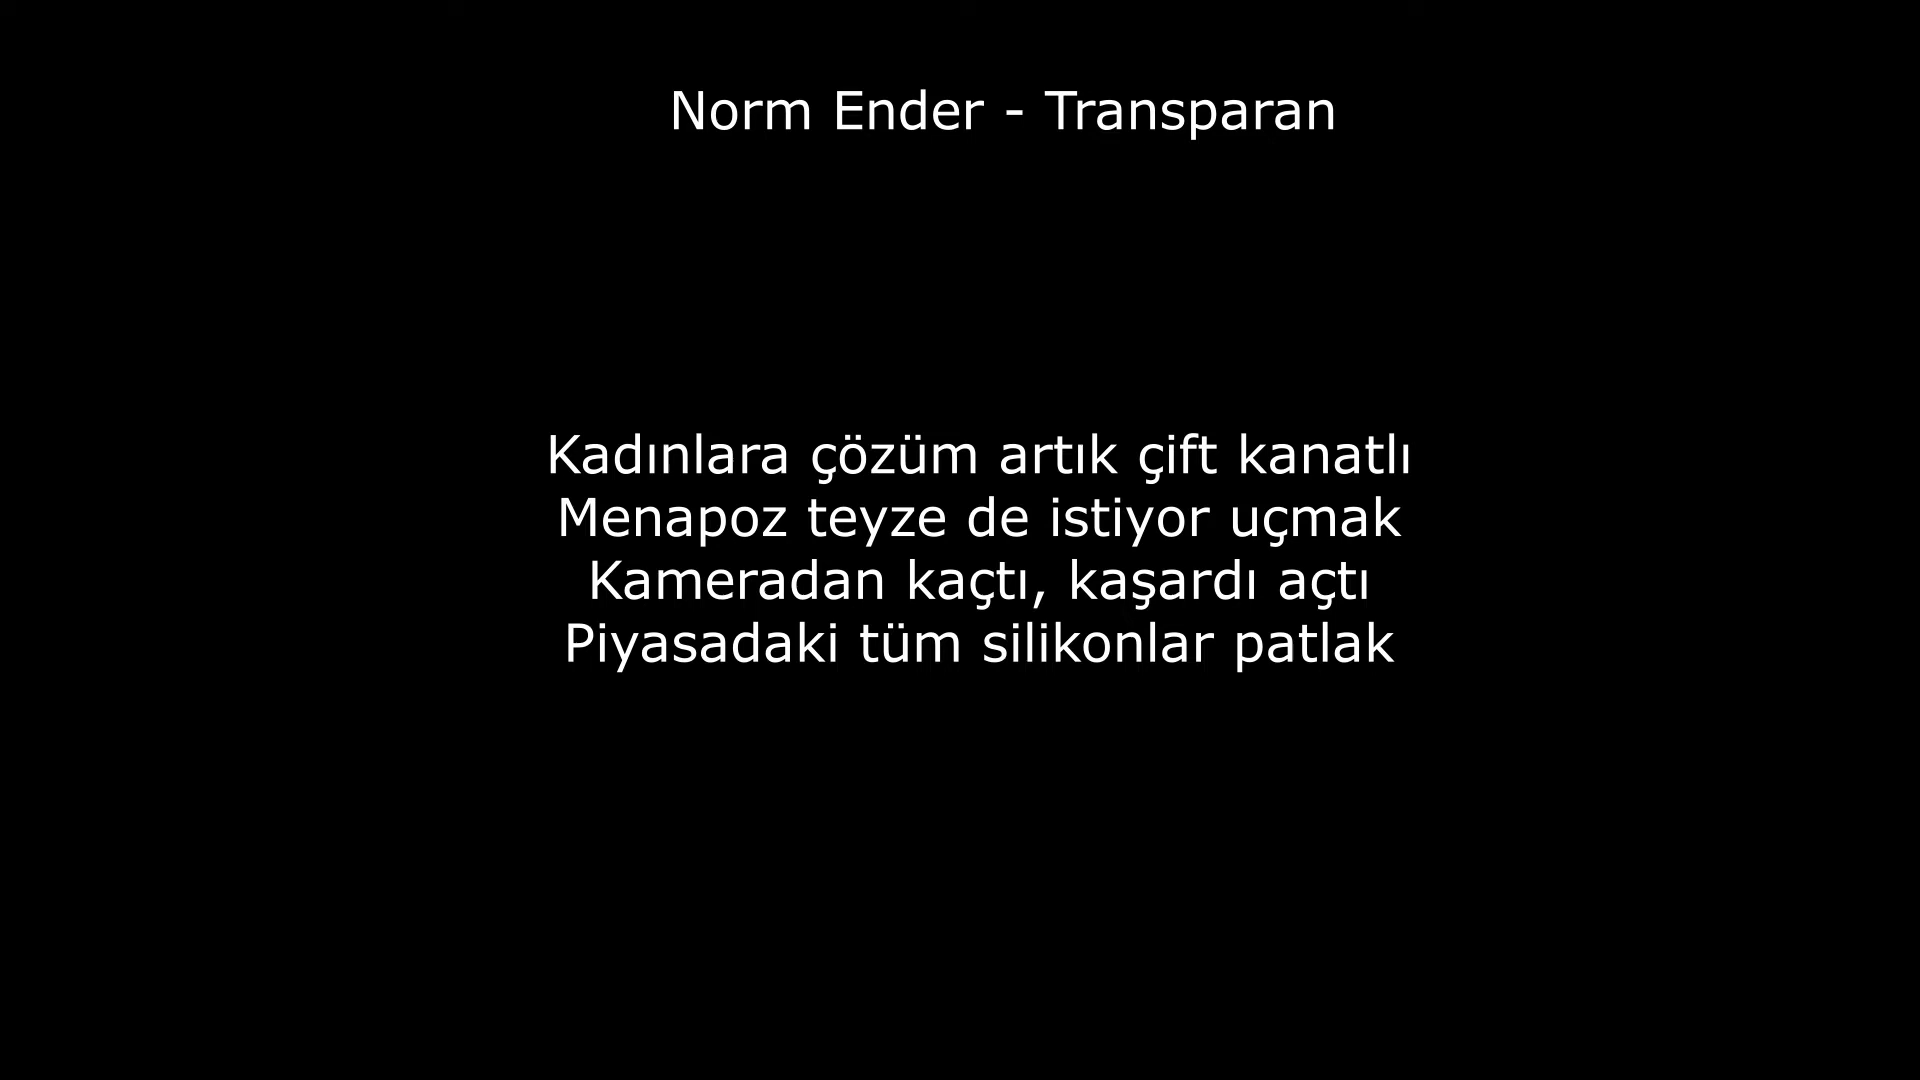 Norm Ender - Transparan
Kadınlara çözüm artık çift kanatlı
Menapoz teyze de istiyor uçmak
Kameradan kaçtı, kaşardı açtı
Piyasadaki tüm silikonlar patlak